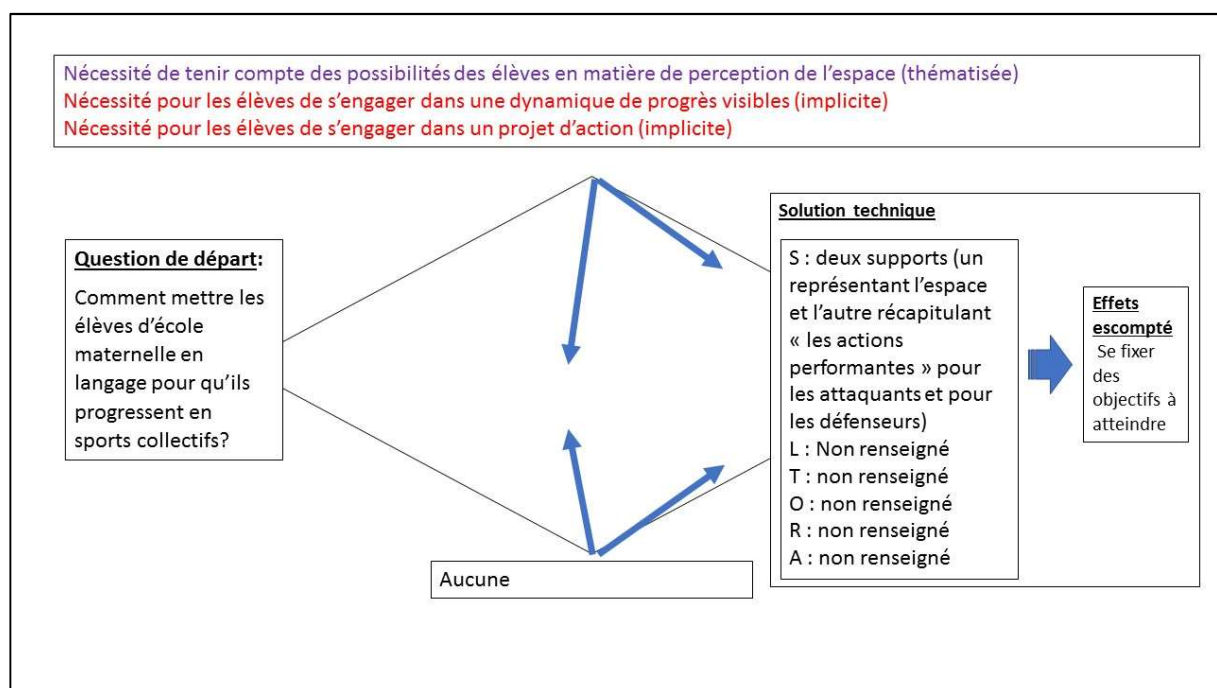 Nécessité de tenir compte des possibilités des élèves en matière de perception de l’espace (thématisée)
Nécessité pour les élèves de s’engager dans une dynamique de progrès visibles (implicite)
Nécessité pour les élèves de s’engager dans un projet d’action (implicite)
Question de départ:
Comment mettre les
élèves d’école
maternelle en
langage pour qu’ils
progressent en
sports collectifs?
Solution technique
S : deux supports (un
représentant l’espace
et l’autre récapitulant
« les actions
performantes » pour
les attaquants et pour
les défenseurs)
L : Non renseigné
T : non renseigné
O : non renseigné
R : non renseigné
A : non renseigné
Effets
escompté
Se fixer
des
objectifs à
atteindre
Aucune